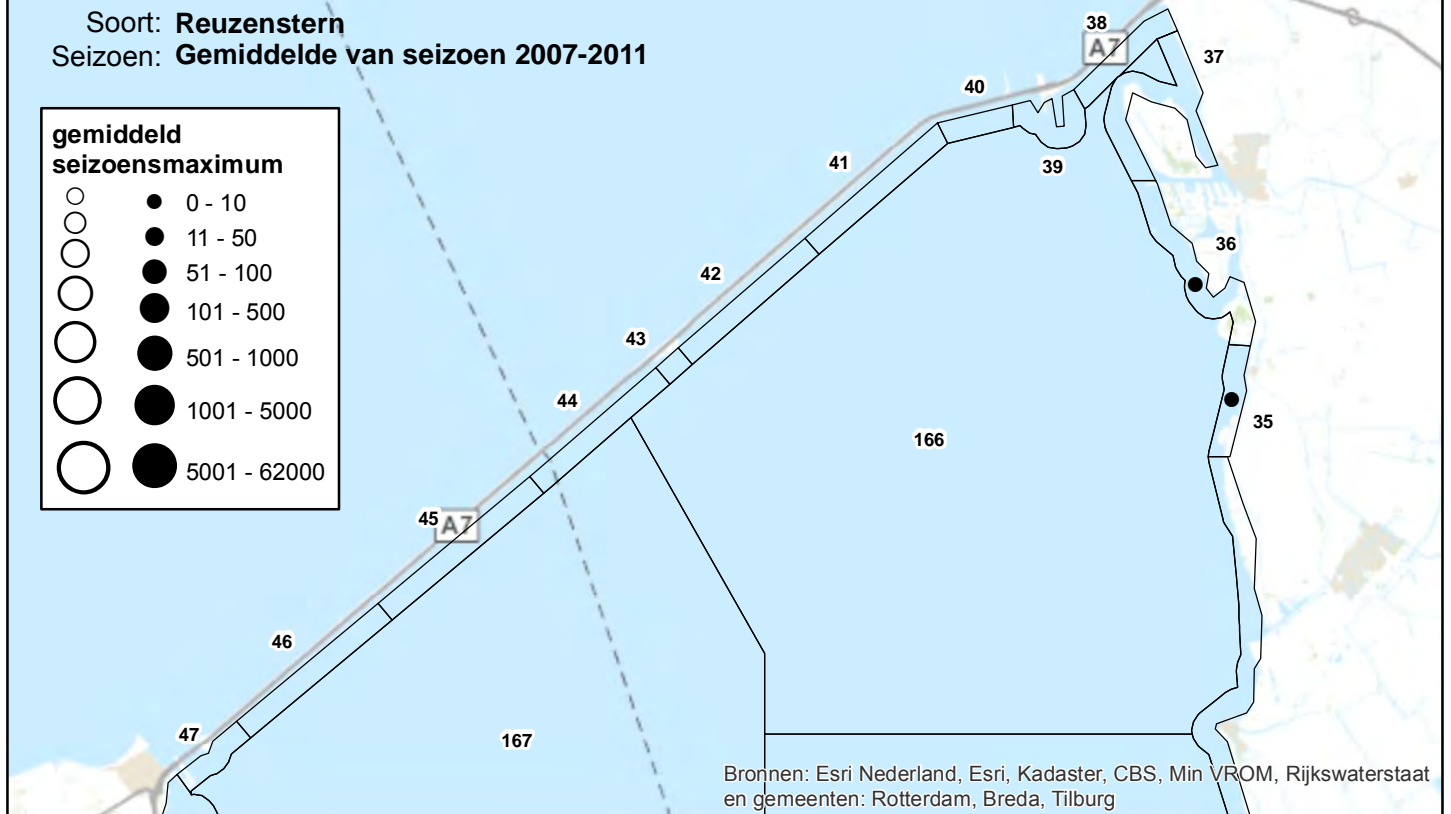 Soort: Reuzenstern
Seizoen: Gemiddelde van seizoen 2007-2011
gemiddeld
seizoensmaximum
0 - 10
11 - 50
51 - 100
101 - 500
501 - 1000
1001 - 5000
5001 - 62000
38
A7
37
40
41
39
36
42
43
44
35
166
45
A7
46
47
167
Bronnen: Esri Nederland, Esri, Kadaster, CBS, Min VROM, Rijkswaterstaat
en gemeenten: Rotterdam, Breda, Tilburg